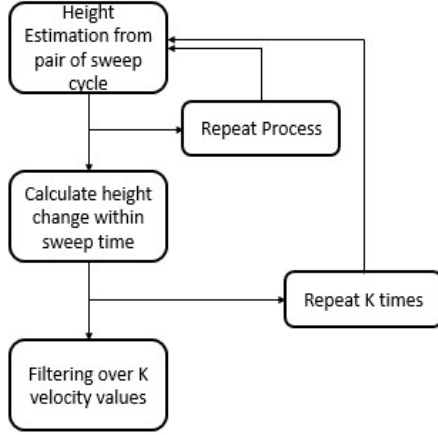 Height
Estimation from
pair of sweep
cycle
Repeat Process
Calculate height
change within
sweep time
Repeat K times
Filtering over K
velocity values